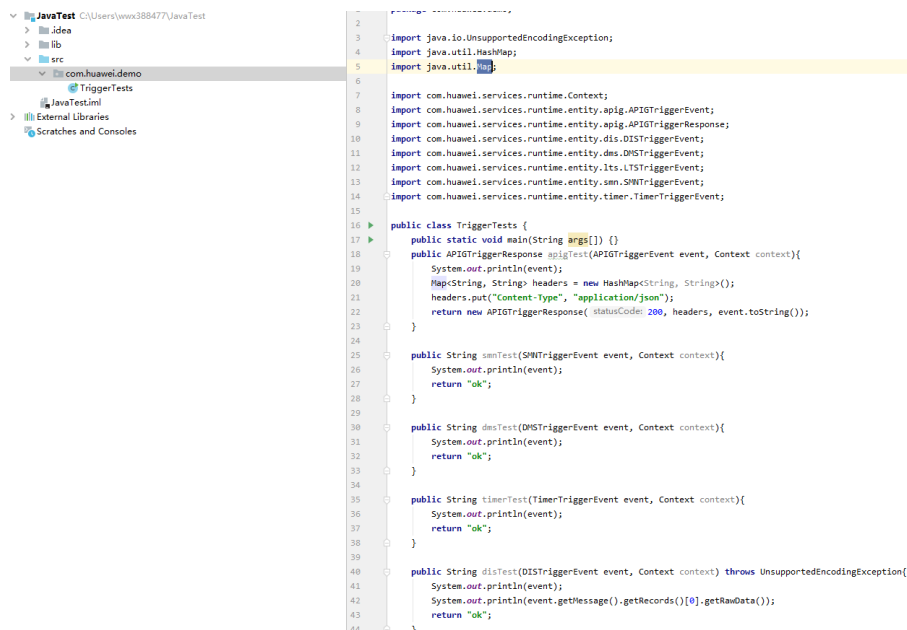 JavaTest C:\Users\wwx388477\JavaTest
.idea
lib
src
com.huawei.demo
TriggerTests
JavaTest.iml
External Libraries
Scratches and Consoles
2
3 import java.io.UnsupportedEncodingException;
4 import java.util.HashMap;
5 import java.util.Map;
6
7 import com.huawei.services.runtime.Context;
8 import com.huawei.services.runtime.entity.apig.APIGTriggerEvent;
9 import com.huawei.services.runtime.entity.apig.APIGTriggerResponse;
10 import com.huawei.services.runtime.entity.dis.DISTriggerEvent;
11 import com.huawei.services.runtime.entity.dms.DMSTriggerEvent;
12 import com.huawei.services.runtime.entity.lts.LTSTriggerEvent;
13 import com.huawei.services.runtime.entity.smn.SMNTriggerEvent;
14 import com.huawei.services.runtime.entity.timer.TimerTriggerEvent;
15
16 public class TriggerTests {
17 public static void main(String args[]) {}
18 public APIGTriggerResponse apigTest(APIGTriggerEvent event, Context context){
19 System.out.println(event);
20 Map<String, String> headers = new HashMap<String, String>();
21 headers.put("Content-Type", "application/json");
22 return new APIGTriggerResponse( statusCode: 200, headers, event.toString());
23 }
24
25 public String smnTest(SMNTriggerEvent event, Context context){
26 System.out.println(event);
27 return "ok";
28 }
29
30 public String dmsTest(DMSTriggerEvent event, Context context){
31 System.out.println(event);
32 return "ok";
33 }
34
35 public String timerTest(TimerTriggerEvent event, Context context){
36 System.out.println(event);
37 return "ok";
38 }
39
40 public String disTest(DISTriggerEvent event, Context context) throws UnsupportedEncodingException{
41 System.out.println(event);
42 System.out.println(event.getMessage().getRecords()[0].getRawData());
43 return "ok";
44 }